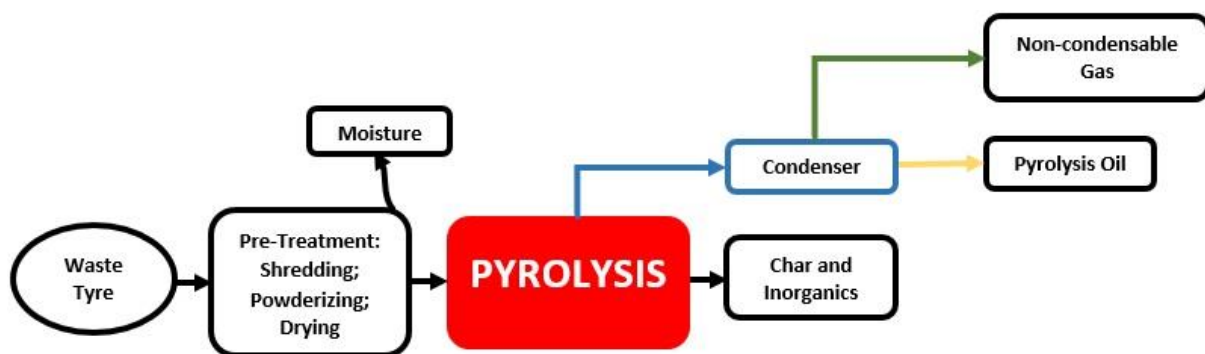 Non-condensable
Gas
Moisture
Condenser
Pyrolysis Oil
Waste
Tyre
Pre-Treatment:
Shredding;
Powderizing;
Drying
PYROLYSIS
Char and
Inorganics